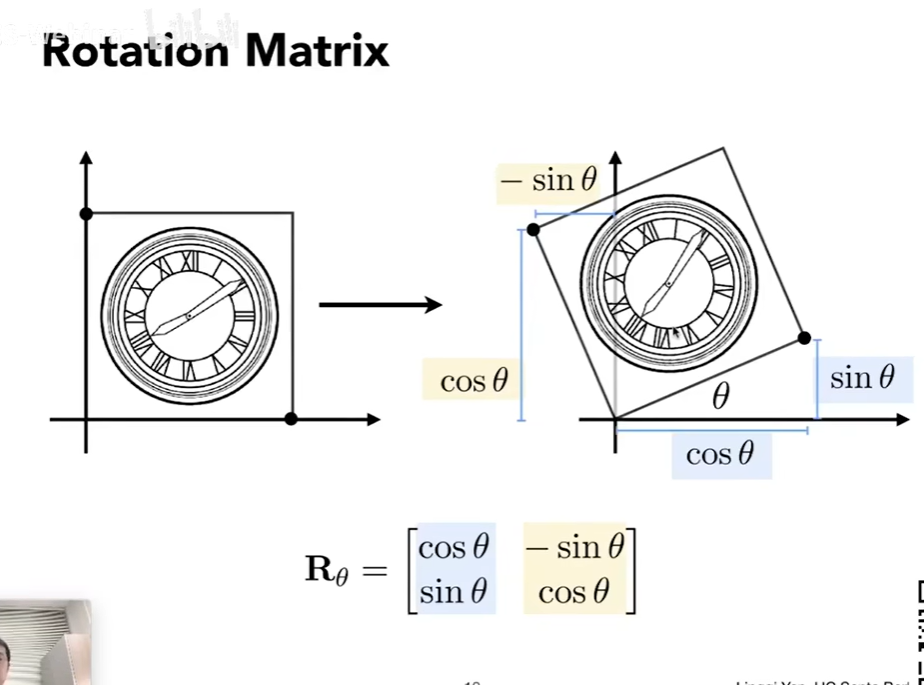 Rotation Matrix
− sin θ
cos θ
sin θ
θ
cos θ
R_θ = [ cos θ − sin θ
sin θ cos θ ]